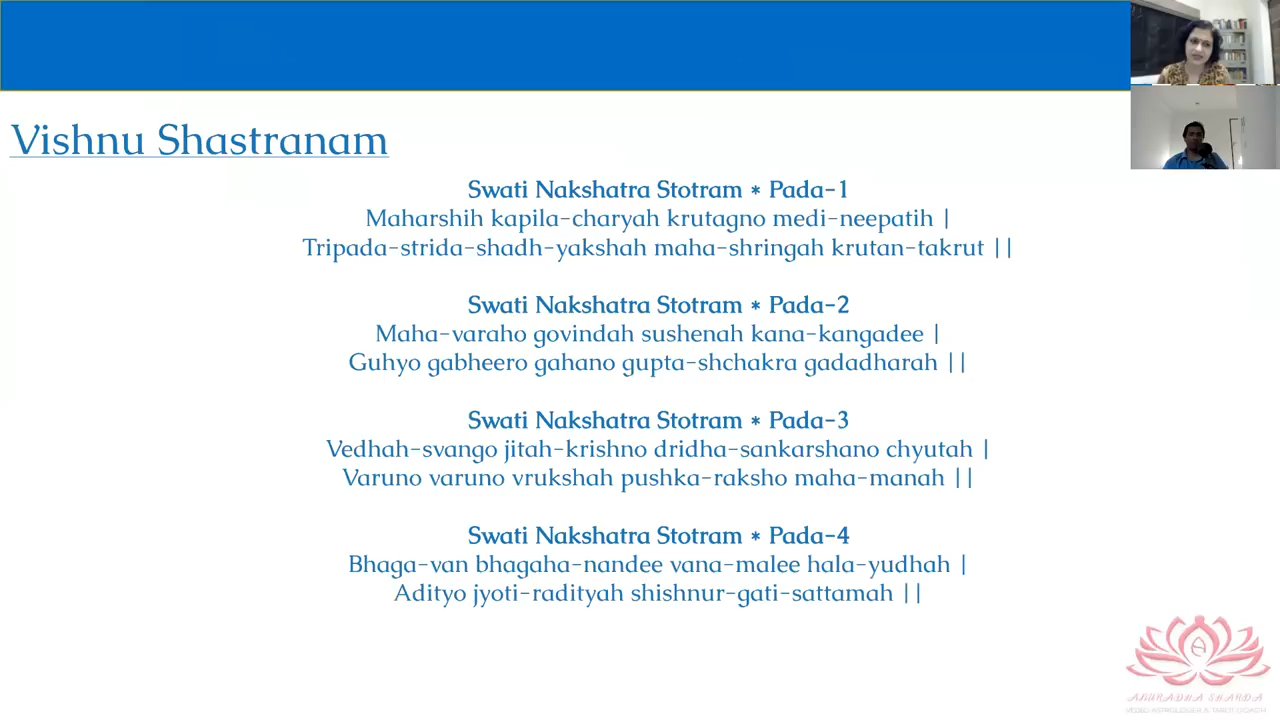 Vishnu Shastranam
Swati Nakshatra Stotram * Pada-1
Maharshih kapila-charyah krutagno medi-neepatih |
Tripada-strida-shadh-yakshah maha-shringah krutan-takrut ||
Swati Nakshatra Stotram * Pada-2
Maha-varaho govindah sushenah kana-kangadee |
Guhyo gabheero gahano gupta-shchakra gadadharah ||
Swati Nakshatra Stotram * Pada-3
Vedhah-svango jitah-krishno dridha-sankarshano chyutah |
Varuno varuno vrukshah pushka-raksho maha-manah ||
Swati Nakshatra Stotram * Pada-4
Bhaga-van bhagaha-nandee vana-malee hala-yudhah |
Adityo jyoti-radityah shishnur-gati-sattamah ||
ANURADHA SHARDA
VEDIC ASTROLOGER & TAROT COACH